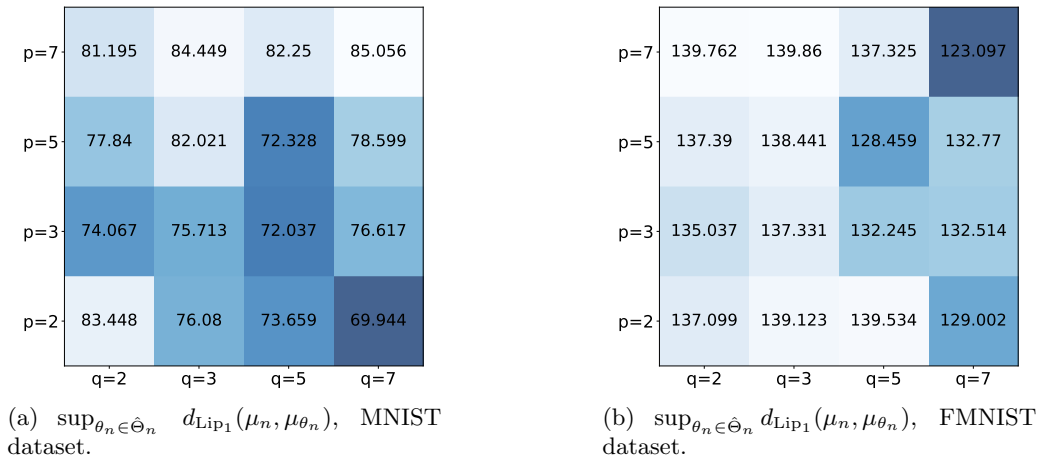 p=7 81.195 84.449 82.25 85.056
p=5 77.84 82.021 72.328 78.599
p=3 74.067 75.713 72.037 76.617
p=2 83.448 76.08 73.659 69.944
q=2 q=3 q=5 q=7
(a) sup_{θ_n∈Θ̂_n} d_{Lip_1}(μ_n, μ_{θ_n}), MNIST
dataset.
p=7 139.762 139.86 137.325 123.097
p=5 137.39 138.441 128.459 132.77
p=3 135.037 137.331 132.245 132.514
p=2 137.099 139.123 139.534 129.002
q=2 q=3 q=5 q=7
(b) sup_{θ_n∈Θ̂_n} d_{Lip_1}(μ_n, μ_{θ_n}), FMNIST
dataset.